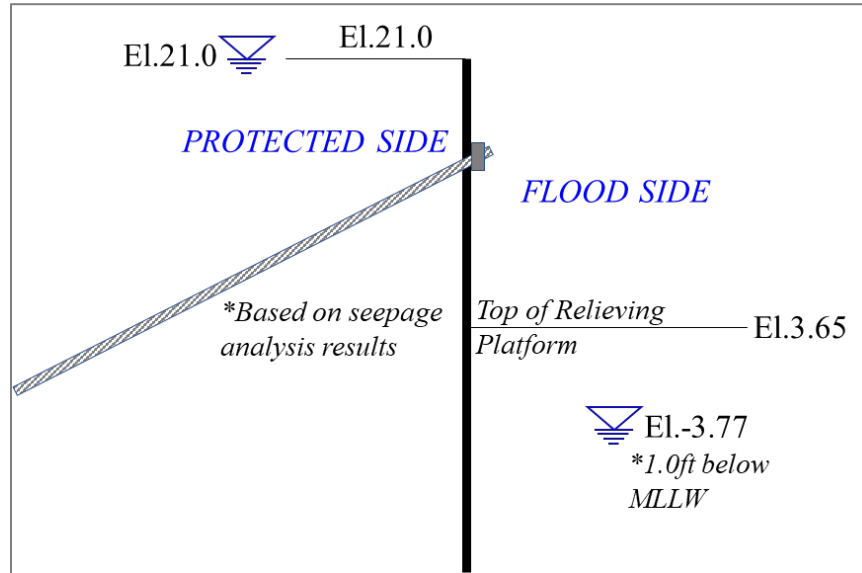 El.21.0
El.21.0
PROTECTED SIDE
FLOOD SIDE
*Based on seepage
analysis results
Top of Relieving
Platform
El.3.65
El.-3.77
*1.0ft below
MLLW